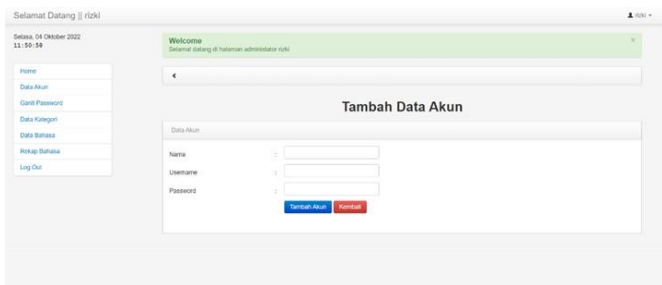 Selamat Datang || rizki
rizki
Selasa, 04 Oktober 2022
11:50:50
Welcome
Selamat datang di halaman administator rizki
x
Home
Data Akun
Ganti Password
Data Kategori
Data Bahasa
Rekap Bahasa
Log Out
Tambah Data Akun
Data Akun
Nama :
Username :
Password :
Tambah Akun Kembali